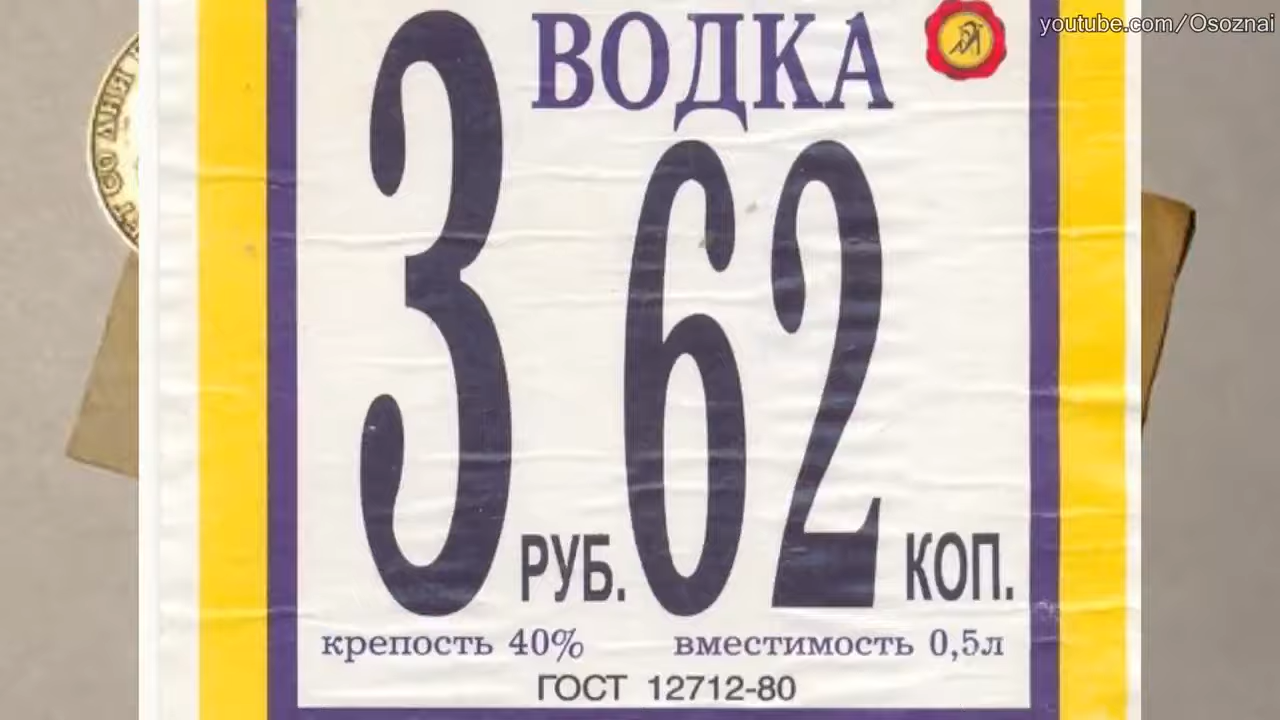 youtube.com/Osoznai
ВОДКА
3 РУБ. 62 КОП.
крепость 40% вместимость 0,5л
ГОСТ 12712-80